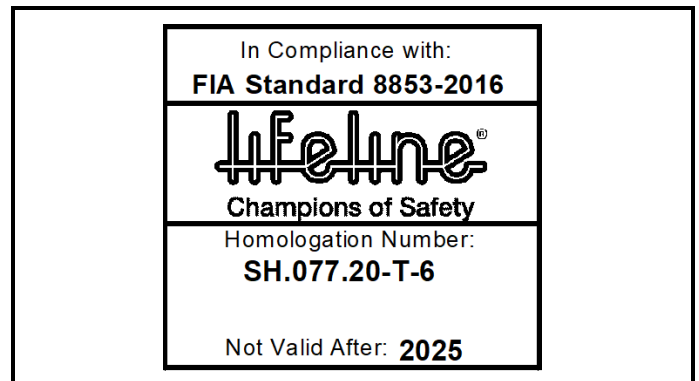 In Compliance with:
FIA Standard 8853-2016
lifeline®
Champions of Safety
Homologation Number:
SH.077.20-T-6
Not Valid After: 2025